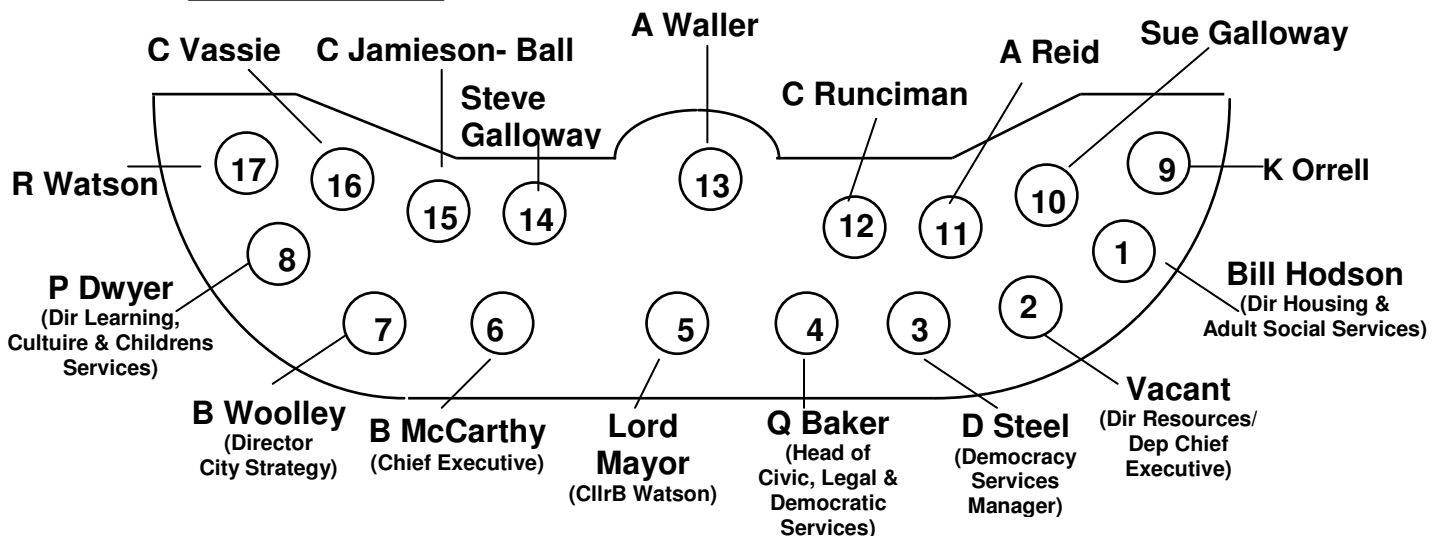 A Waller
Sue Galloway
C Vassie
C Jamieson- Ball
A Reid
Steve
Galloway
C Runciman
17
16
15
14
13
12
11
10
9
R Watson
K Orrell
8
1
P Dwyer
(Dir Learning,
Cultuire & Childrens
Services)
Bill Hodson
(Dir Housing &
Adult Social Services)
7
6
5
4
3
2
B Woolley
(Director
City Strategy)
B McCarthy
(Chief Executive)
Lord
Mayor
(CllrB Watson)
Q Baker
(Head of
Civic, Legal &
Democratic
Services)
D Steel
(Democracy
Services
Manager)
Vacant
(Dir Resources/
Dep Chief
Executive)